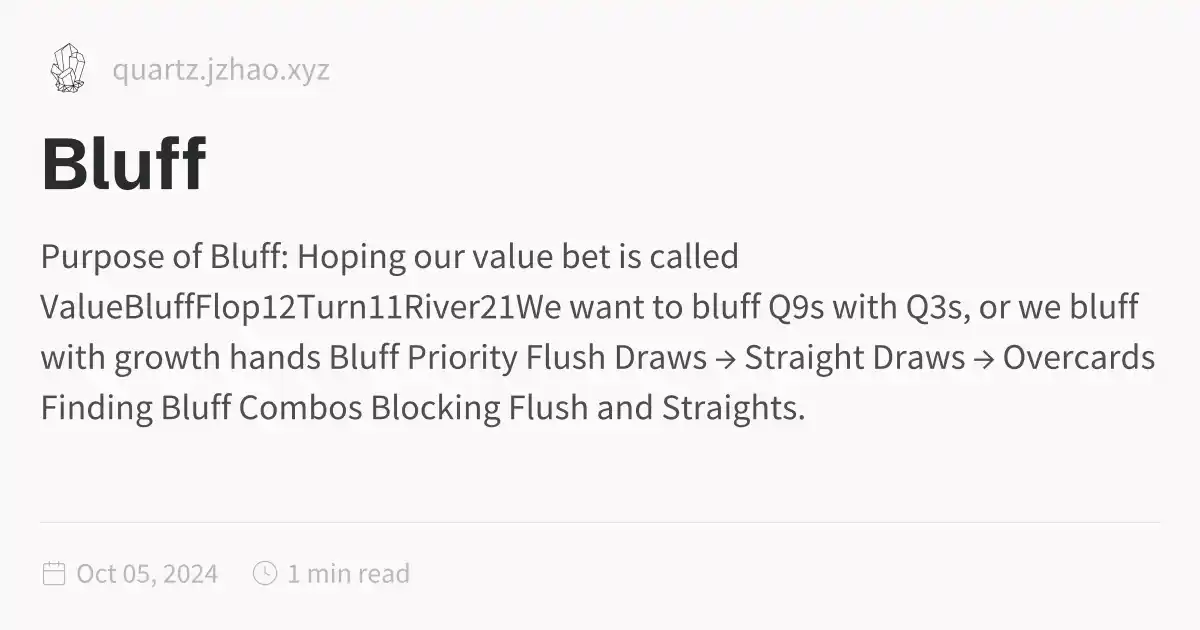 quartz.jzhao.xyz
Bluff
Purpose of Bluff: Hoping our value bet is called
ValueBluffFlop12Turn11River21We want to bluff Q9s with Q3s, or we bluff
with growth hands Bluff Priority Flush Draws → Straight Draws → Overcards
Finding Bluff Combos Blocking Flush and Straights.
Oct 05, 2024 1 min read